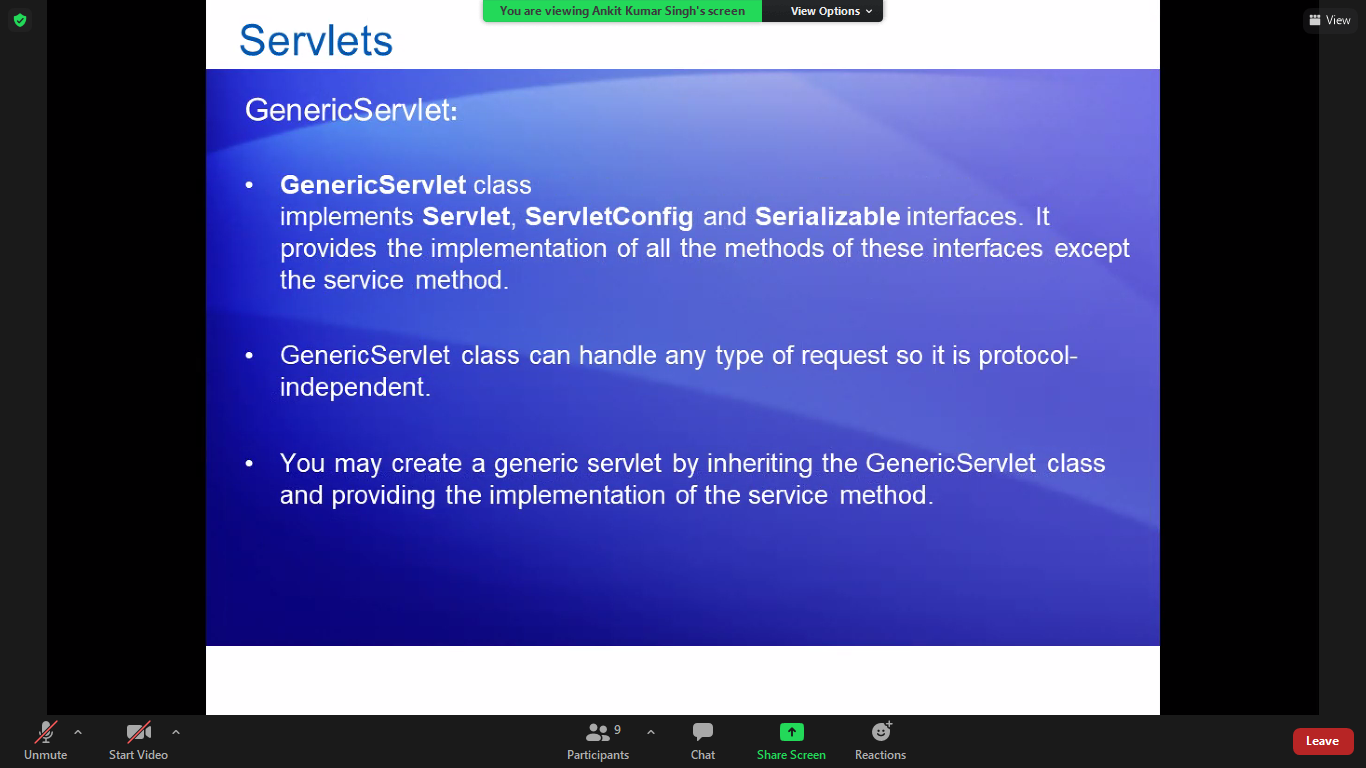 You are viewing Ankit Kumar Singh's screen View Options
View
Servlets
GenericServlet:
• GenericServlet class
implements Servlet, ServletConfig and Serializable interfaces. It
provides the implementation of all the methods of these interfaces except
the service method.
• GenericServlet class can handle any type of request so it is protocol-
independent.
• You may create a generic servlet by inheriting the GenericServlet class
and providing the implementation of the service method.
9
Unmute Start Video Participants Chat Share Screen Reactions Leave